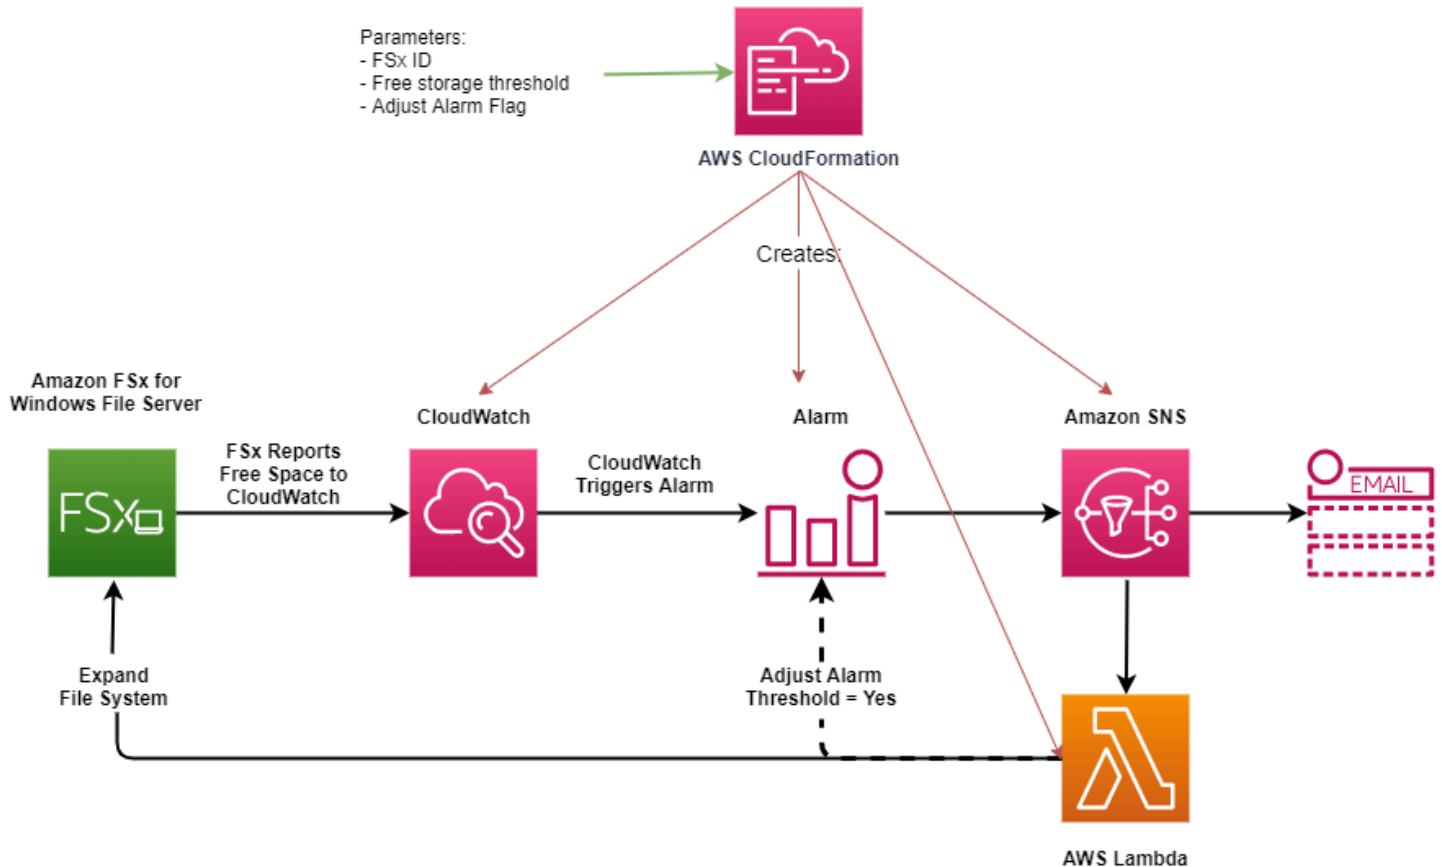 Parameters:
- FSx ID
- Free storage threshold
- Adjust Alarm Flag
AWS CloudFormation
Creates:
Amazon FSx for
Windows File Server
CloudWatch
Alarm
Amazon SNS
FSx
FSx Reports
Free Space to
CloudWatch
CloudWatch
Triggers Alarm
EMAIL
Expand
File System
Adjust Alarm
Threshold = Yes
AWS Lambda